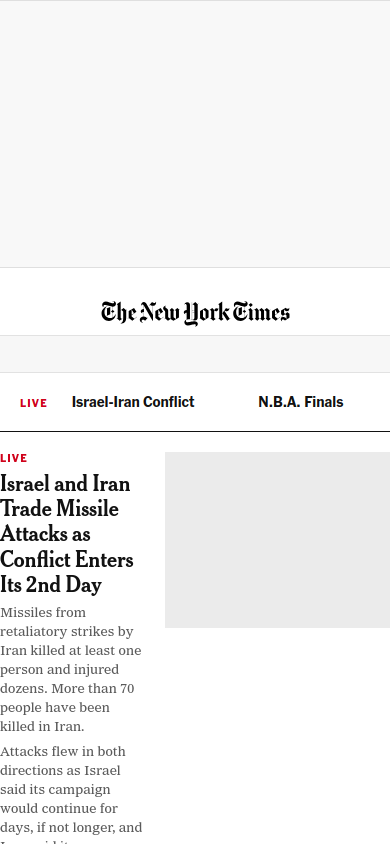 The New York Times
LIVE Israel-Iran Conflict N.B.A. Finals
LIVE
Israel and Iran
Trade Missile
Attacks as
Conflict Enters
Its 2nd Day
Missiles from
retaliatory strikes by
Iran killed at least one
person and injured
dozens. More than 70
people have been
killed in Iran.
Attacks flew in both
directions as Israel
said its campaign
would continue for
days, if not longer, and